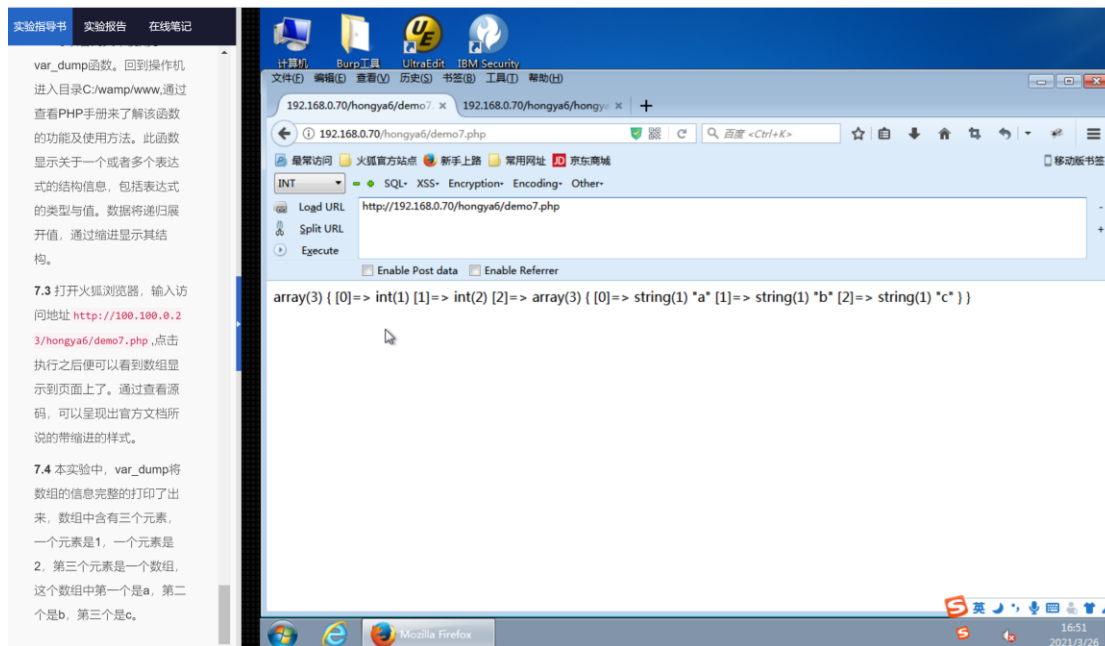 实验指导书 实验报告 在线笔记
var_dump函数。回到操作机
进入目录C:/wamp/www,通过
查看PHP手册来了解该函数
的功能及使用方法。此函数
显示关于一个或者多个表达
式的结构信息，包括表达式
的类型与值。数据将递归展
开值，通过缩进显示其结
构。
7.3 打开火狐浏览器，输入访
问地址 http://100.100.0.2
3/hongya6/demo7.php ,点击
执行之后便可以看到数组显
示到页面上了。通过查看源
码，可以呈现出官方文档所
说的带缩进的样式。
7.4 本实验中，var_dump将
数组的信息完整的打印了出
来，数组中含有三个元素，
一个元素是1，一个元素是
2，第三个元素是一个数组，
这个数组中第一个是a，第二
个是b，第三个是c。
计算机 Burp工具 UltraEdit IBM Security
文件(F) 编辑(E) 查看(V) 历史(S) 书签(B) 工具(T) 帮助(H)
192.168.0.70/hongya6/demo7. × 192.168.0.70/hongya6/hongya × +
192.168.0.70/hongya6/demo7.php 百度 <Ctrl+K>
最常访问 火狐官方站点 新手上路 常用网址 JD 京东商城 移动版书签
INT SQL- XSS- Encryption- Encoding- Other-
Load URL http://192.168.0.70/hongya6/demo7.php
Split URL
Execute
Enable Post data Enable Referrer
array(3) { [0]=> int(1) [1]=> int(2) [2]=> array(3) { [0]=> string(1) "a" [1]=> string(1) "b" [2]=> string(1) "c" } }
英
Mozilla Firefox
16:51
2021/3/26